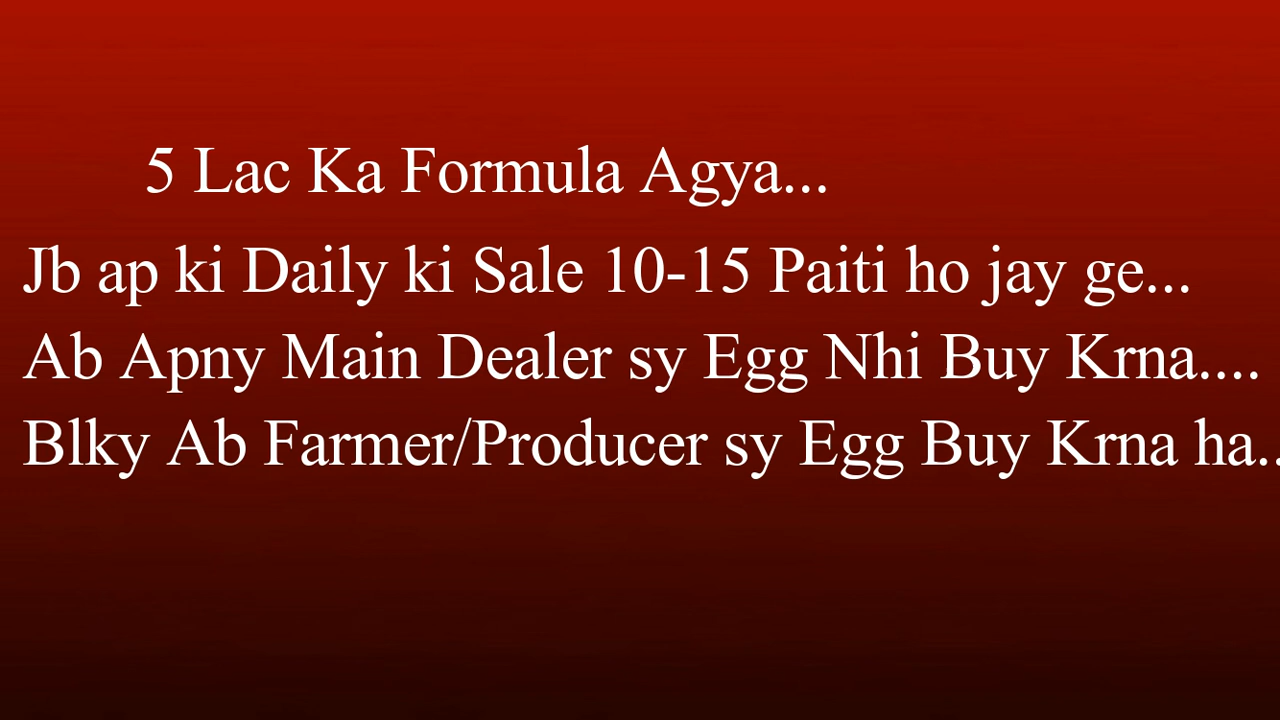 5 Lac Ka Formula Agya...
Jb ap ki Daily ki Sale 10-15 Paiti ho jay ge...
Ab Apny Main Dealer sy Egg Nhi Buy Krna....
Blky Ab Farmer/Producer sy Egg Buy Krna ha..